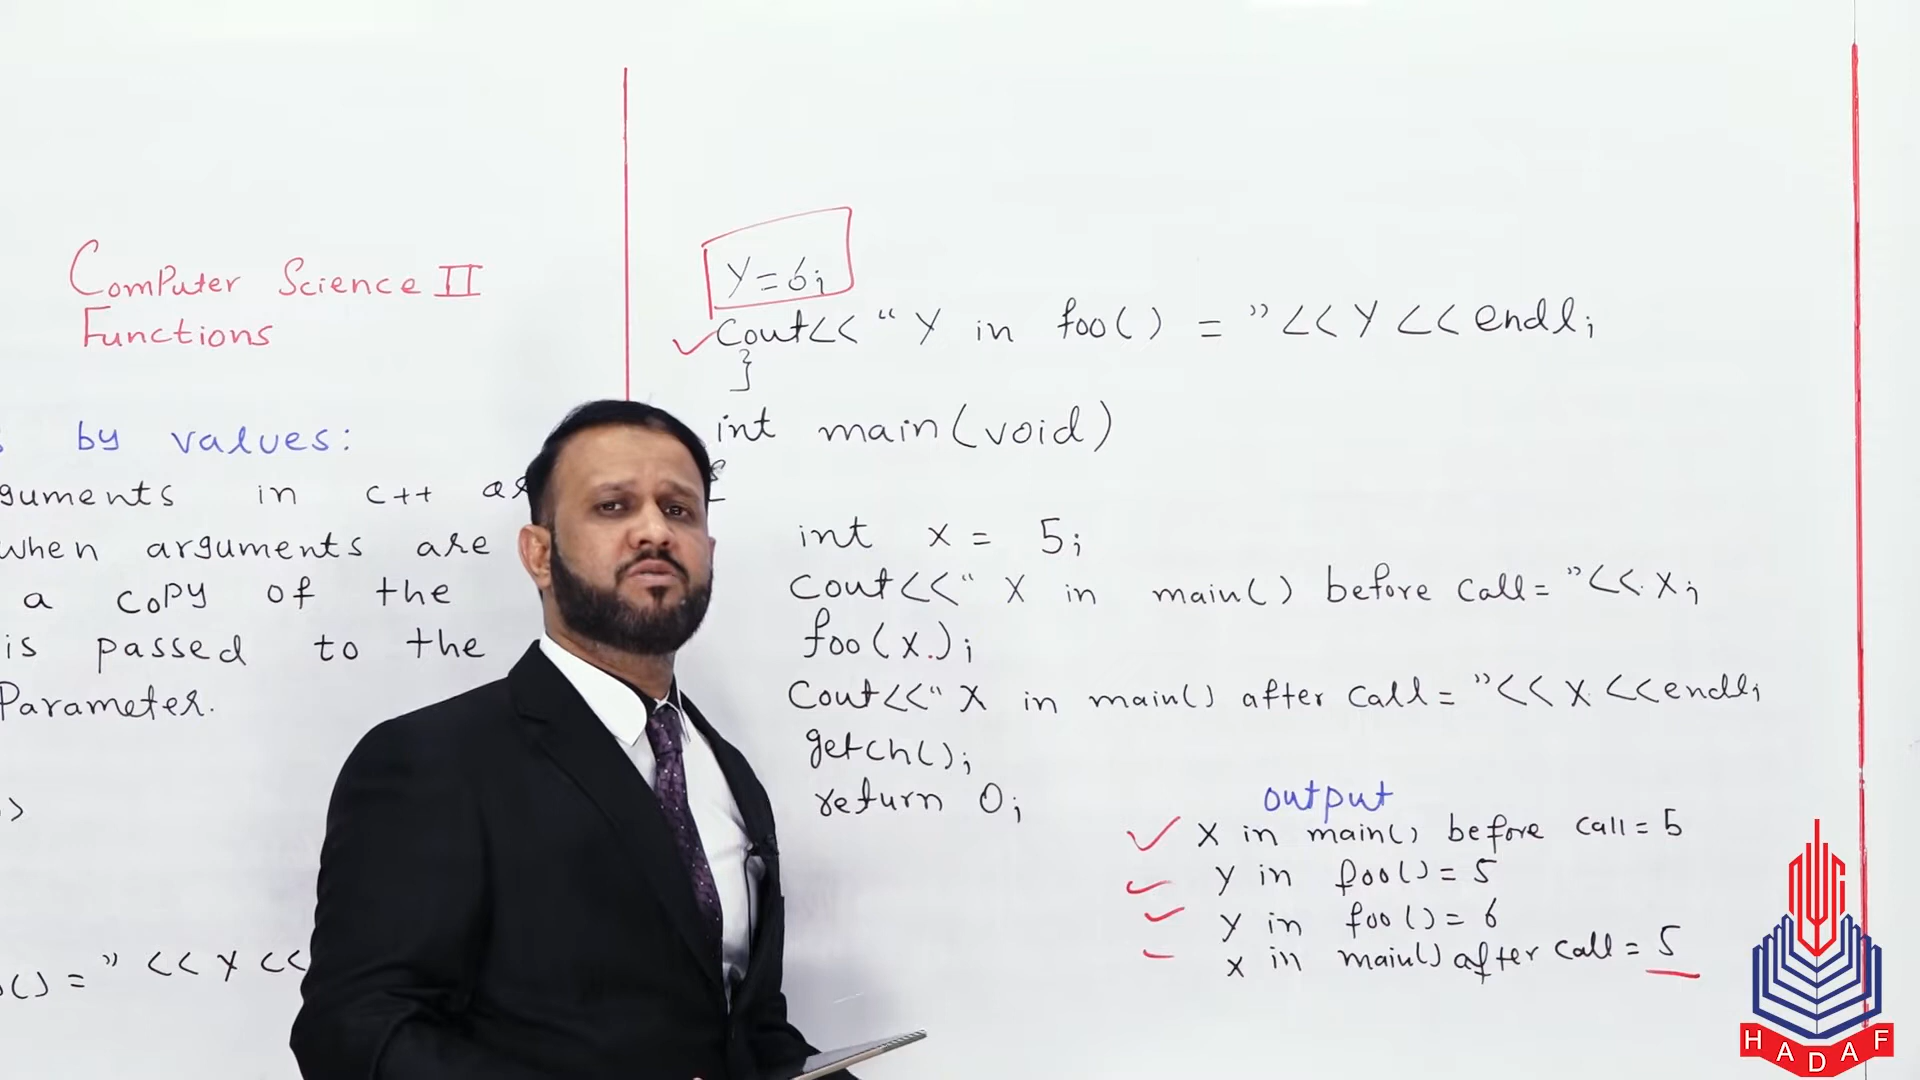 Computer Science II
Functions
by values:
guments in c++ as
when arguments are
a copy of the
is passed to the
Parameter.
>
() = " << Y <<
Y = 6;
Cout<< " Y in foo() = " << Y << endl;
}
int main(void)
{
int x = 5;
Cout<< " X in main() before call = " << X;
foo(x);
Cout<< " X in main() after call = " << X << endl;
getch();
return 0;
output
X in main() before call = 5
Y in foo() = 5
Y in foo() = 6
X in main() after call = 5
HADAF